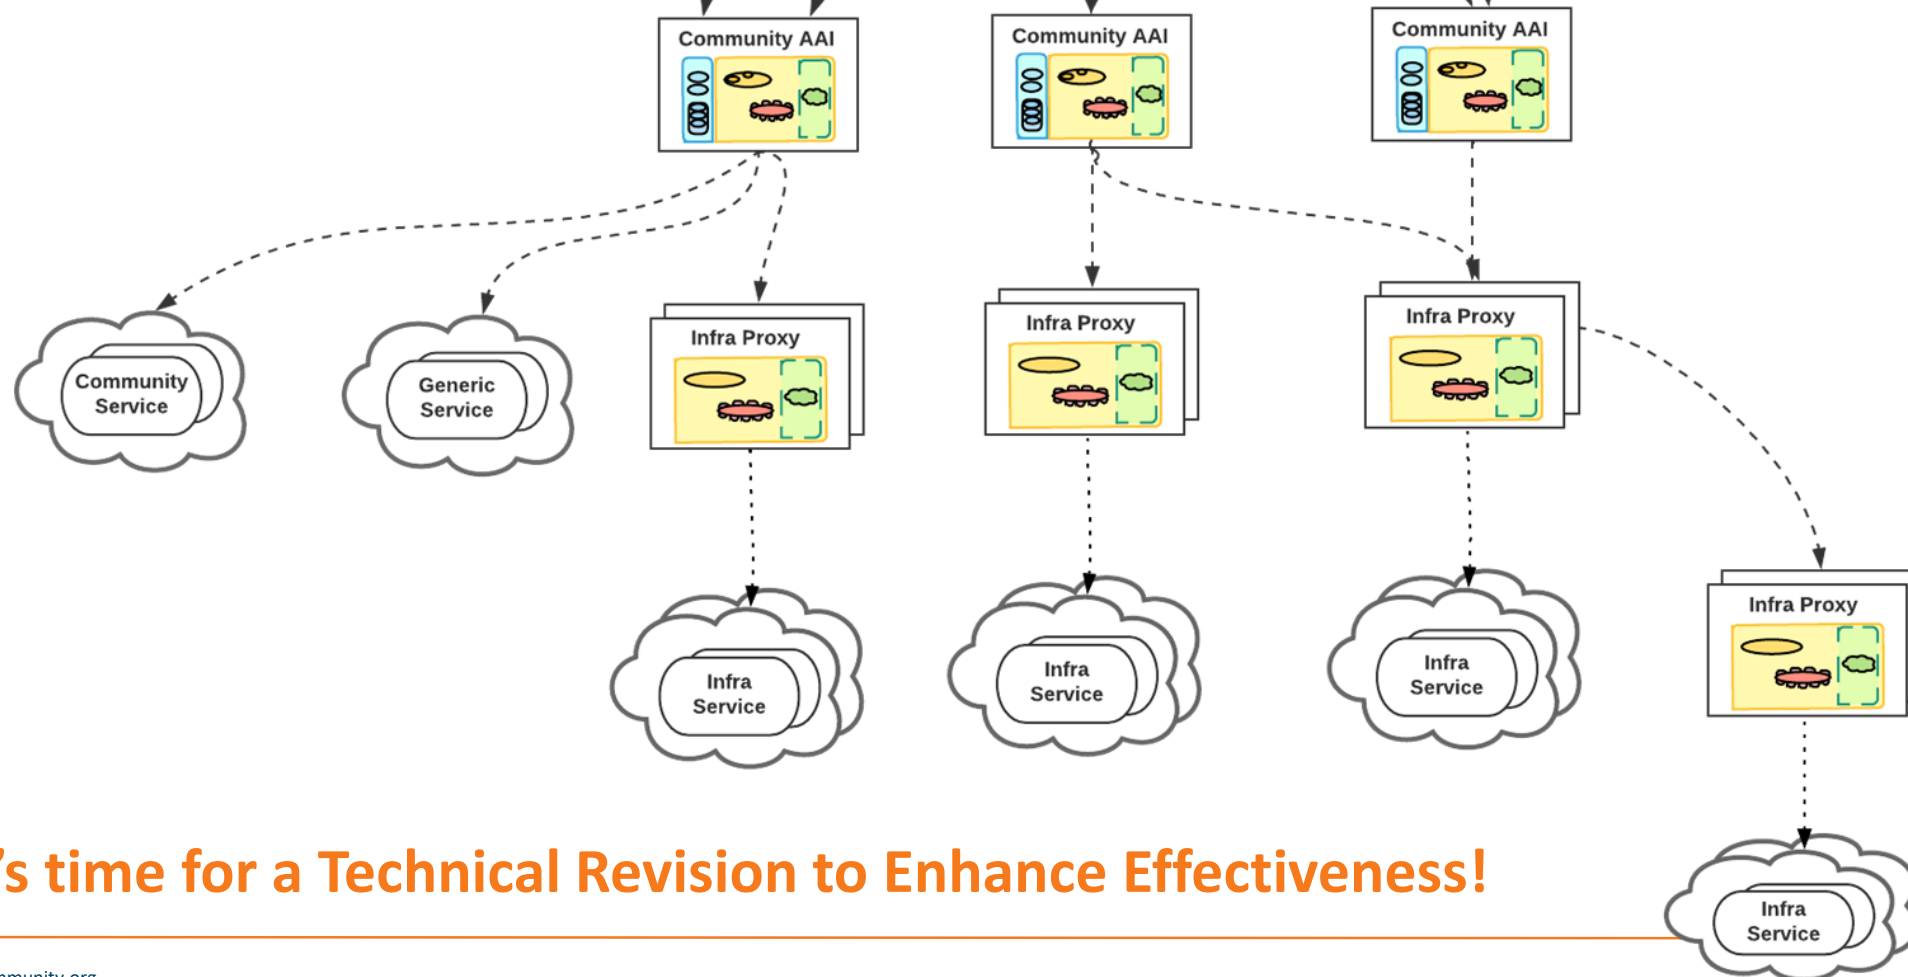 Community AAI
Community AAI
Community AAI
Community
Service
Generic
Service
Infra Proxy
Infra Proxy
Infra Proxy
Infra
Service
Infra
Service
Infra
Service
Infra Proxy
's time for a Technical Revision to Enhance Effectiveness!
Infra
Service